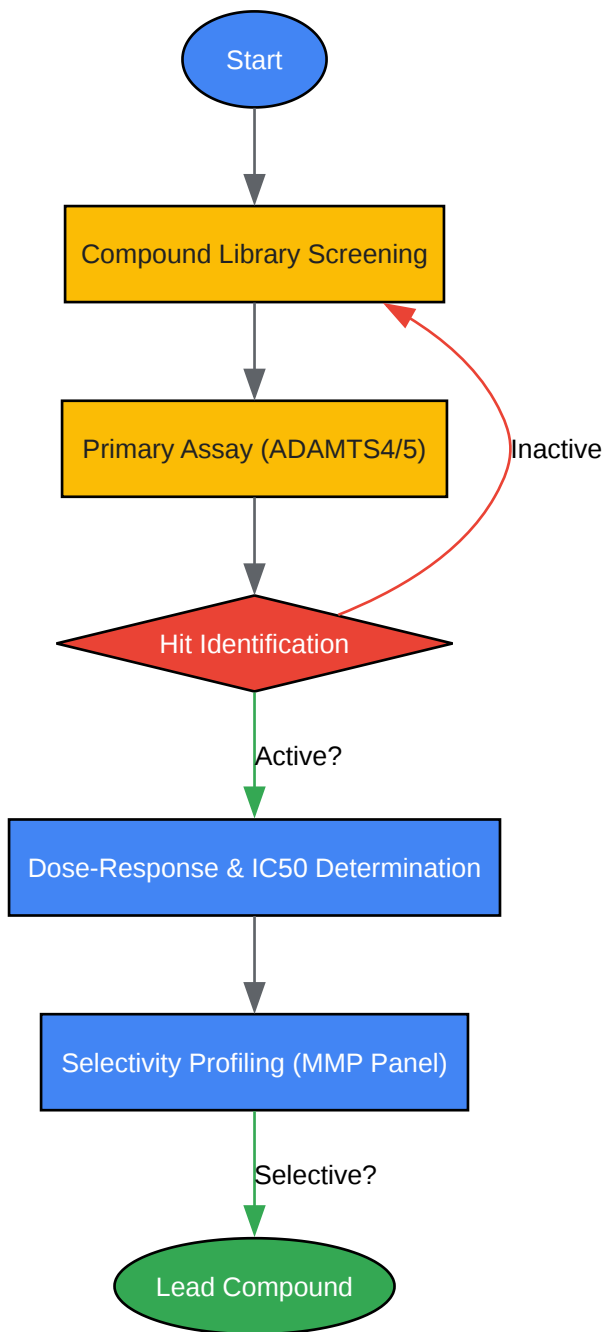 Start
Compound Library Screening
Primary Assay (ADAMTS4/5)
Inactive
Hit Identification
Active?
Dose-Response & IC50 Determination
Selectivity Profiling (MMP Panel)
Selective?
Lead Compound